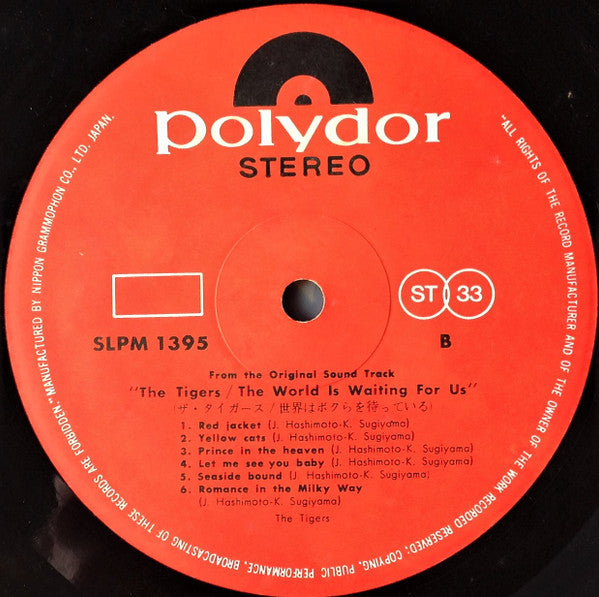 polydor
STEREO
ST 33
SLPM 1395
B
From the Original Sound Track
"The Tigers / The World Is Waiting For Us"
(ザ・タイガース / 世界はボクらを待っている)
1. Red jacket (J. Hashimoto-K. Sugiyama)
2. Yellow cats (J. Hashimoto-K. Sugiyama)
3. Prince in the heaven (J. Hashimoto-K. Sugiyama)
4. Let me see you baby (J. Hashimoto-K. Sugiyama)
5. Seaside bound (J. Hashimoto-K. Sugiyama)
6. Romance in the Milky Way
(J. Hashimoto-K. Sugiyama)
The Tigers
"ALL RIGHTS OF THE RECORD MANUFACTURER AND OF THE OWNER OF THE WORK RECORDED RESERVED. COPYING, PUBLIC PERFORMANCE, BROADCASTING OF THESE RECORDS ARE FORBIDDEN." MANUFACTURED BY NIPPON GRAMMOPHON CO., LTD. JAPAN.